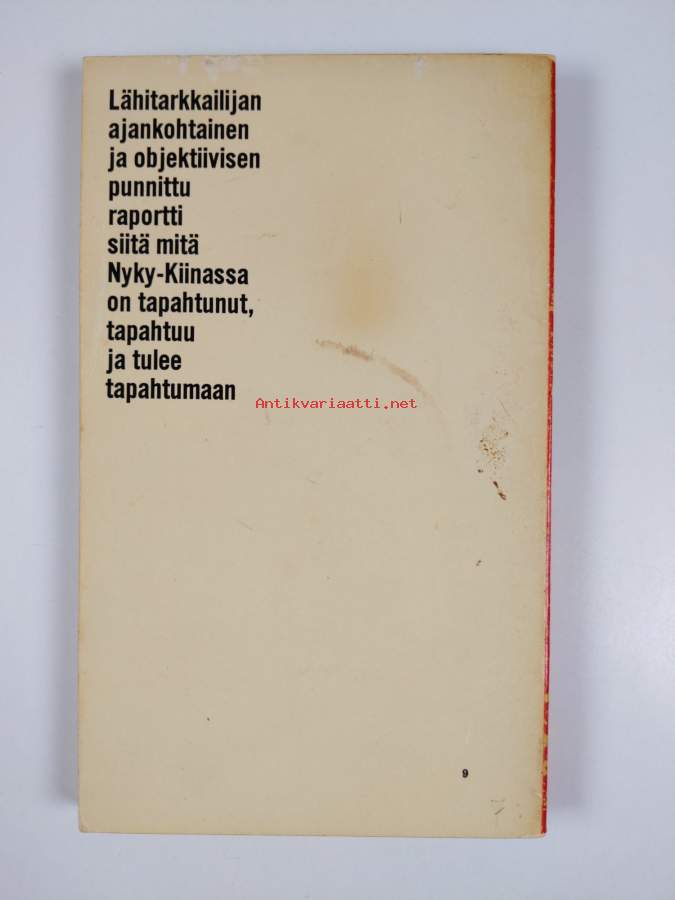 Lähitarkkailijan
ajankohtainen
ja objektiivisen
punnittu
raportti
siitä mitä
Nyky-Kiinassa
on tapahtunut,
tapahtuu
ja tulee
tapahtumaan
Antikvariaatti.net
9